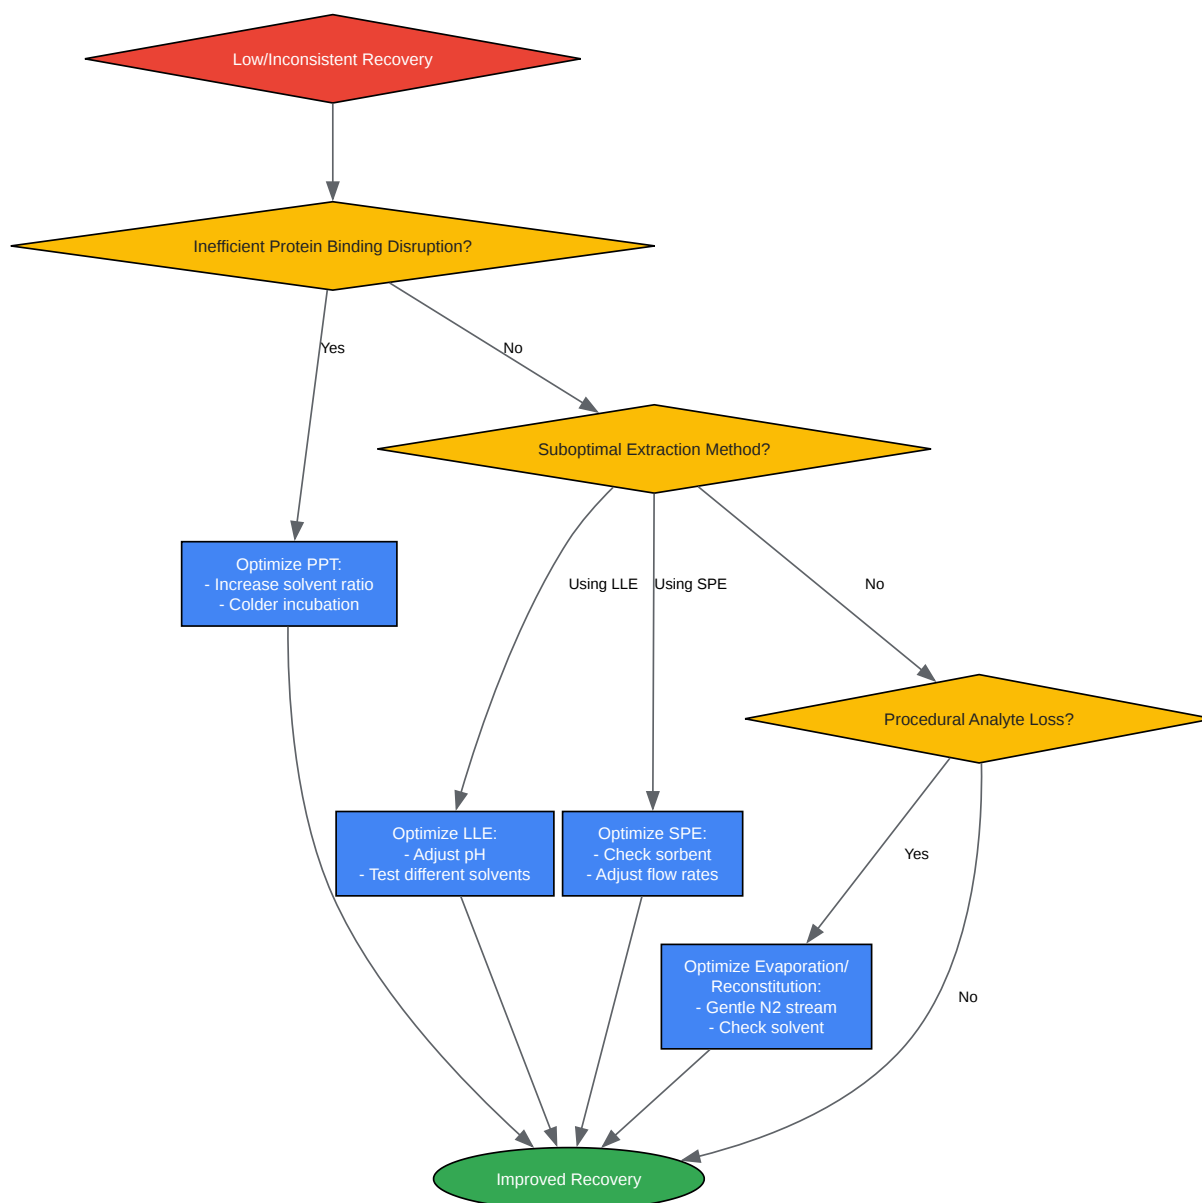 Low/Inconsistent Recovery
Inefficient Protein Binding Disruption?
Yes
No
Suboptimal Extraction Method?
Optimize PPT:
- Increase solvent ratio
- Colder incubation
Using LLE
Using SPE
No
Procedural Analyte Loss?
Optimize LLE:
- Adjust pH
- Test different solvents
Optimize SPE:
- Check sorbent
- Adjust flow rates
Yes
Optimize Evaporation/
Reconstitution:
- Gentle N2 stream
- Check solvent
No
Improved Recovery